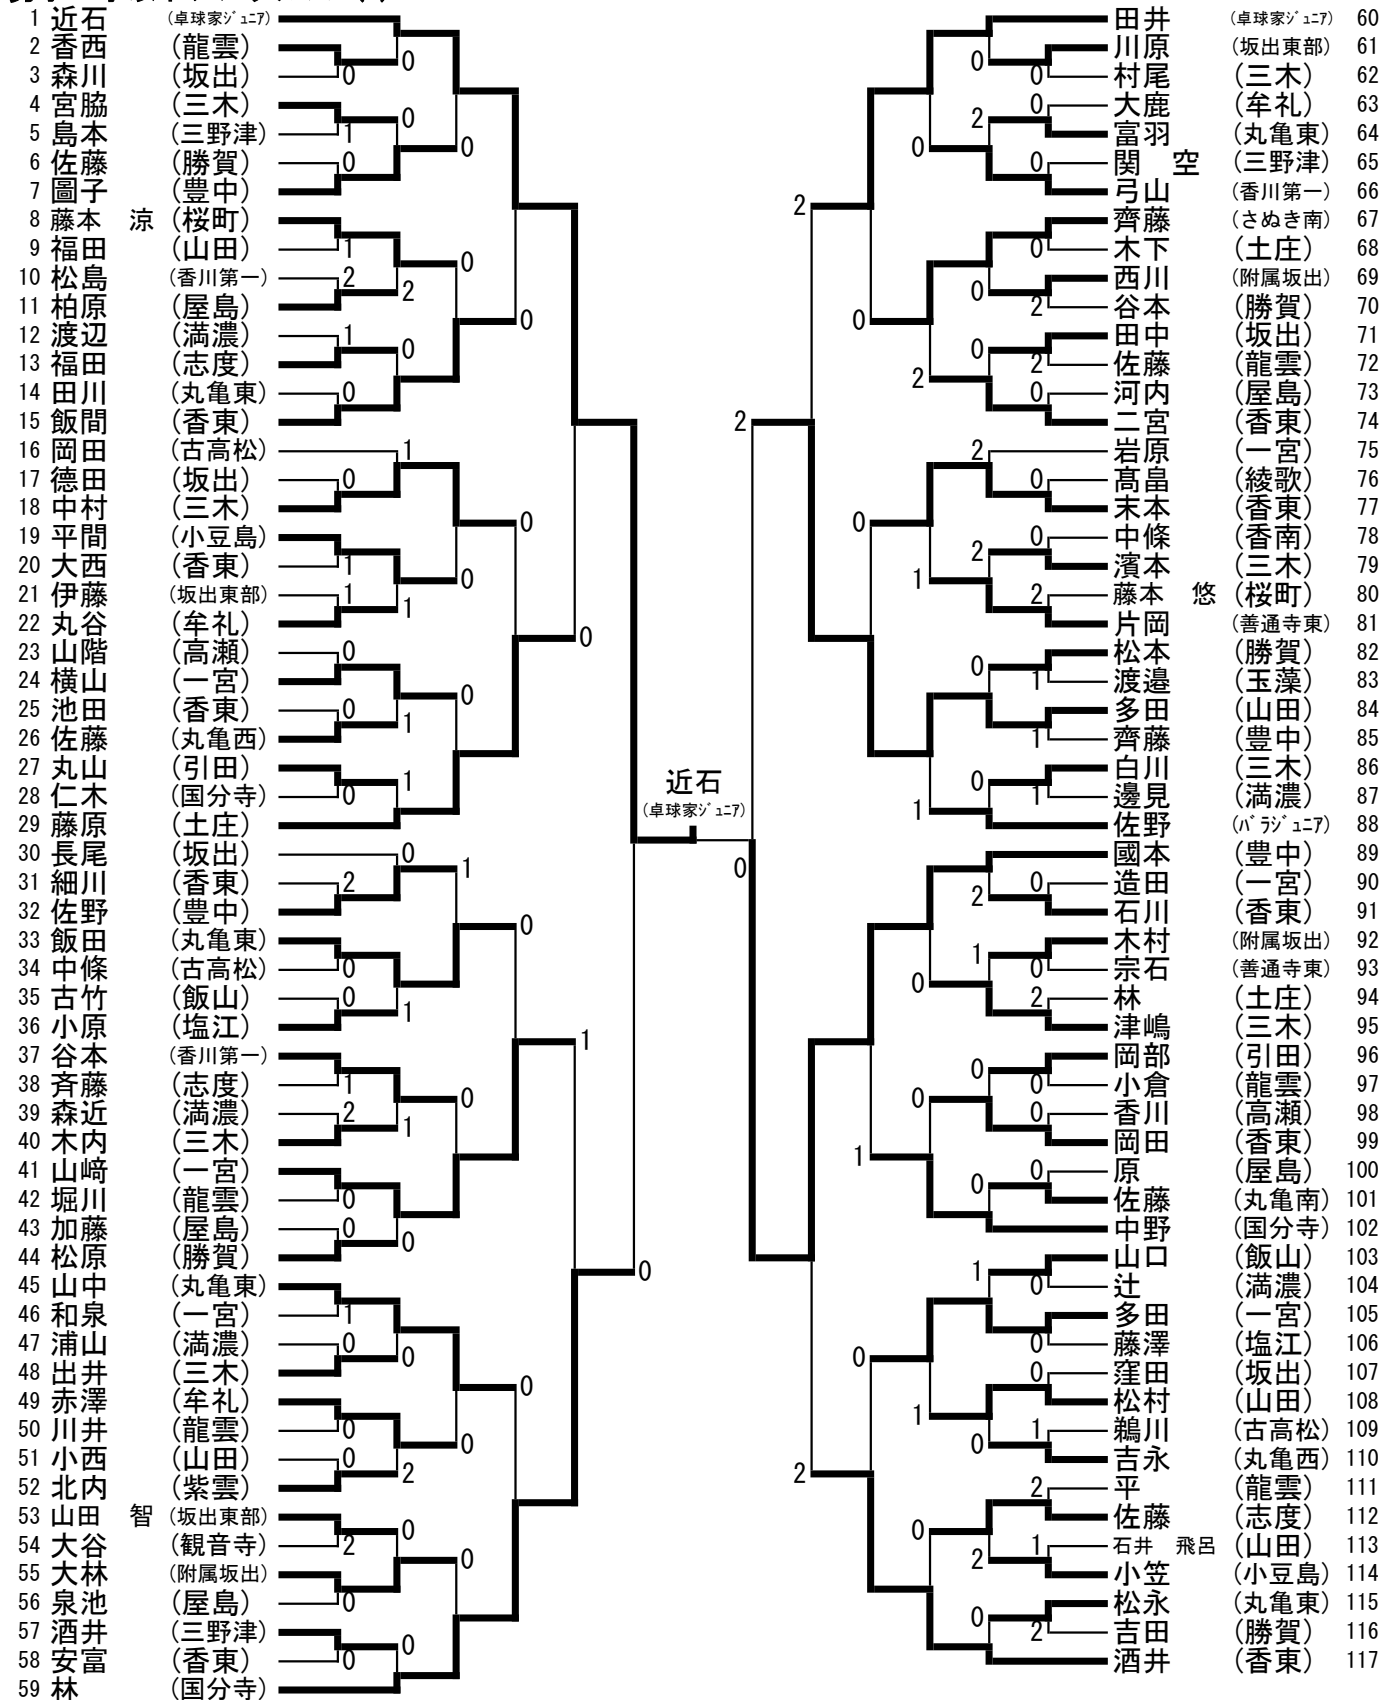 1 近石 (卓球家ｼﾞｭﾆｱ)
2 香西 (龍雲)
3 森川 (坂出)
4 宮脇 (三木)
5 島本 (三野津)
6 佐藤 (勝賀)
7 圖子 (豊中)
8 藤本 涼 (桜町)
9 福田 (山田)
10 松島 (香川第一)
11 柏原 (屋島)
12 渡辺 (満濃)
13 福田 (志度)
14 田川 (丸亀東)
15 飯間 (香東)
16 岡田 (古高松)
17 德田 (坂出)
18 中村 (三木)
19 平間 (小豆島)
20 大西 (香東)
21 伊藤 (坂出東部)
22 丸谷 (牟礼)
23 山階 (高瀬)
24 横山 (一宮)
25 池田 (香東)
26 佐藤 (丸亀西)
27 丸山 (引田)
28 仁木 (国分寺)
29 藤原 (土庄)
30 長尾 (坂出)
31 細川 (香東)
32 佐野 (豊中)
33 飯田 (丸亀東)
34 中條 (古高松)
35 古竹 (飯山)
36 小原 (塩江)
37 谷本 (香川第一)
38 斉藤 (志度)
39 森近 (満濃)
40 木内 (三木)
41 山﨑 (一宮)
42 堀川 (龍雲)
43 加藤 (屋島)
44 松原 (勝賀)
45 山中 (丸亀東)
46 和泉 (一宮)
47 浦山 (満濃)
48 出井 (三木)
49 赤澤 (牟礼)
50 川井 (龍雲)
51 小西 (山田)
52 北内 (紫雲)
53 山田 智 (坂出東部)
54 大谷 (観音寺)
55 大林 (附属坂出)
56 泉池 (屋島)
57 酒井 (三野津)
58 安富 (香東)
59 林 (国分寺)
近石
(卓球家ｼﾞｭﾆｱ)
田井 (卓球家ｼﾞｭﾆｱ) 60
川原 (坂出東部) 61
村尾 (三木) 62
大鹿 (牟礼) 63
富羽 (丸亀東) 64
関 空 (三野津) 65
弓山 (香川第一) 66
齊藤 (さぬき南) 67
木下 (土庄) 68
西川 (附属坂出) 69
谷本 (勝賀) 70
田中 (坂出) 71
佐藤 (龍雲) 72
河内 (屋島) 73
二宮 (香東) 74
岩原 (一宮) 75
髙畠 (綾歌) 76
末本 (香東) 77
中條 (香南) 78
濱本 (三木) 79
藤本 悠 (桜町) 80
片岡 (善通寺東) 81
松本 (勝賀) 82
渡邉 (玉藻) 83
多田 (山田) 84
齊藤 (豊中) 85
白川 (三木) 86
邊見 (満濃) 87
佐野 (ﾊﾞﾗｼﾞｭﾆｱ) 88
國本 (豊中) 89
造田 (一宮) 90
石川 (香東) 91
木村 (附属坂出) 92
宗石 (善通寺東) 93
林 (土庄) 94
津嶋 (三木) 95
岡部 (引田) 96
小倉 (龍雲) 97
香川 (高瀬) 98
岡田 (香東) 99
原 (屋島) 100
佐藤 (丸亀南) 101
中野 (国分寺) 102
山口 (飯山) 103
辻 (満濃) 104
多田 (一宮) 105
藤澤 (塩江) 106
窪田 (坂出) 107
松村 (山田) 108
鵜川 (古高松) 109
吉永 (丸亀西) 110
平 (龍雲) 111
佐藤 (志度) 112
石井 飛呂 (山田) 113
小笠 (小豆島) 114
松永 (丸亀東) 115
吉田 (勝賀) 116
酒井 (香東) 117